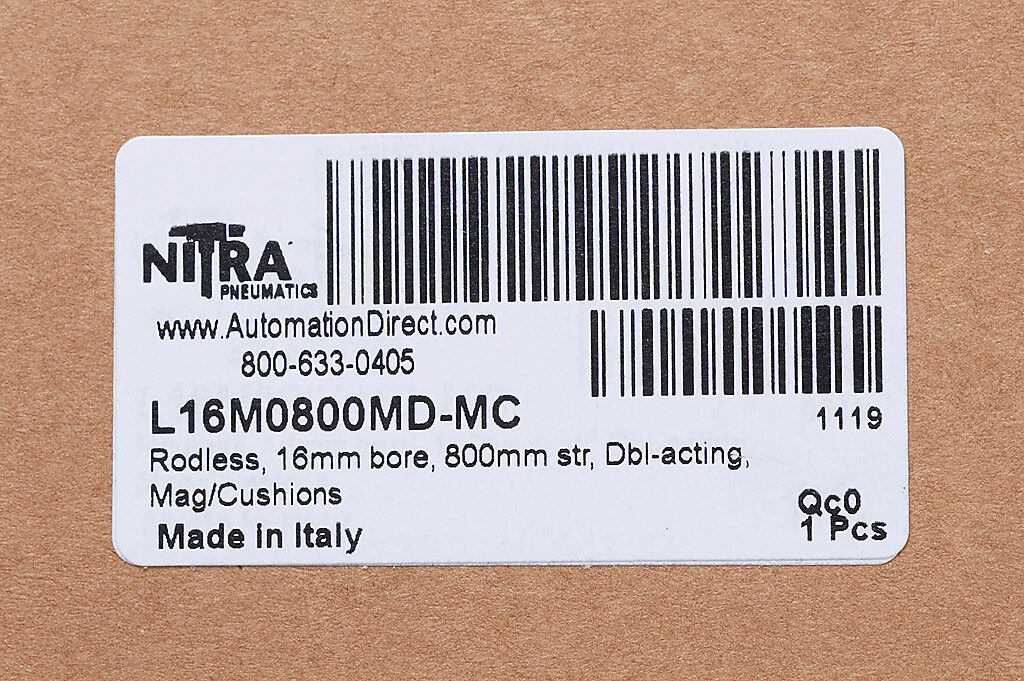 NITRA
PNEUMATICS
www.AutomationDirect.com
800-633-0405
L16M0800MD-MC
1119
Rodless, 16mm bore, 800mm str, Dbl-acting,
Mag/Cushions
Made in Italy
Qc0
1 Pcs